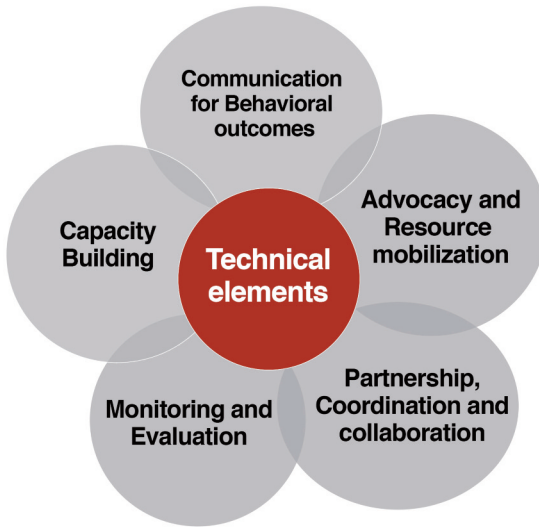 Communication
for Behavioral
outcomes
Advocacy and
Resource
mobilization
Capacity
Building
Technical
elements
Partnership,
Coordination and
collaboration
Monitoring and
Evaluation